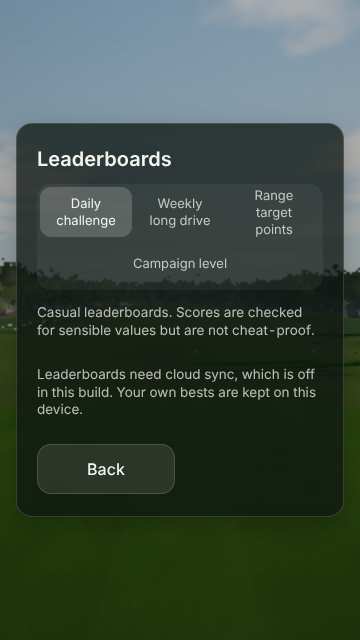 Leaderboards
Daily
challenge
Weekly
long drive
Range
target
points
Campaign level
Casual leaderboards. Scores are checked
for sensible values but are not cheat-proof.
Leaderboards need cloud sync, which is off
in this build. Your own bests are kept on this
device.
Back